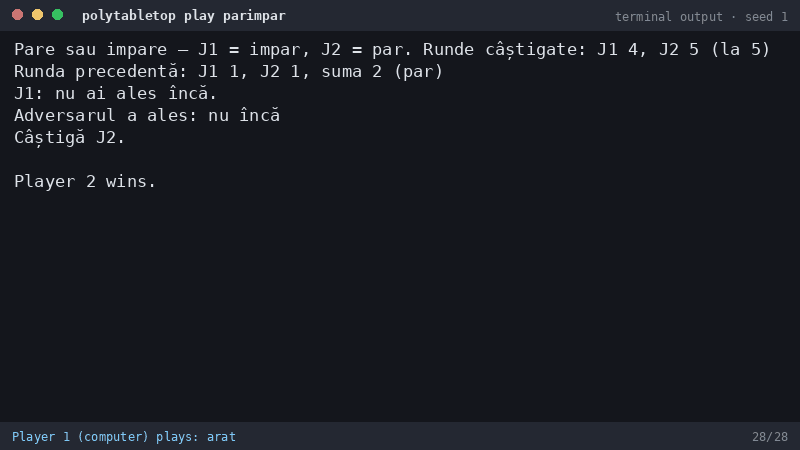 polytabletop play parimpar
terminal output · seed 1
Pare sau impare — J1 = impar, J2 = par. Runde câștigate: J1 4, J2 5 (la 5)
Runda precedentă: J1 1, J2 1, suma 2 (par)
J1: nu ai ales încă.
Adversarul a ales: nu încă
Câștigă J2.
Player 2 wins.
Player 1 (computer) plays: arat
28/28